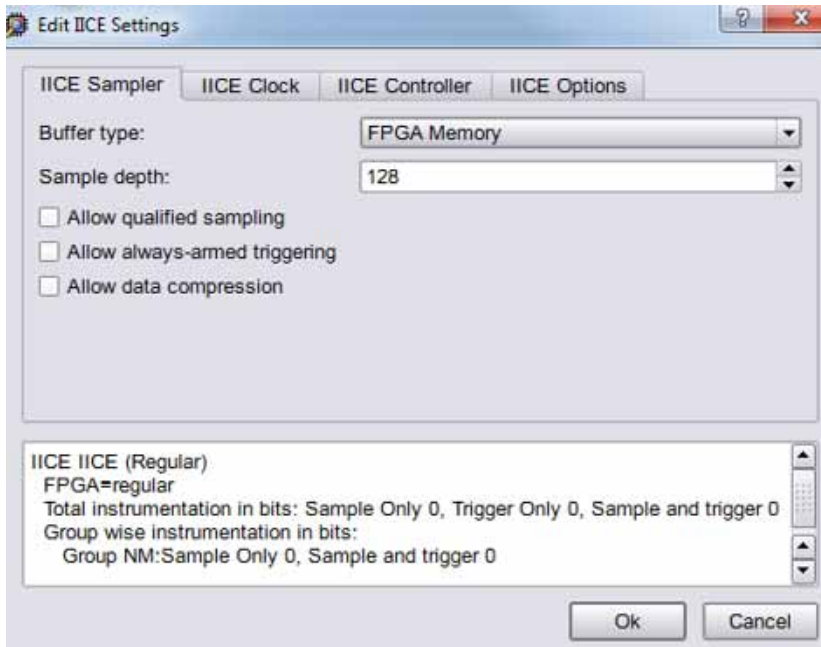 Edit IICE Settings
IICE Sampler IICE Clock IICE Controller IICE Options
Buffer type: FPGA Memory
Sample depth: 128
Allow qualified sampling
Allow always-armed triggering
Allow data compression
IICE IICE (Regular)
FPGA=regular
Total instrumentation in bits: Sample Only 0, Trigger Only 0, Sample and trigger 0
Group wise instrumentation in bits:
Group NM:Sample Only 0, Sample and trigger 0
Ok Cancel